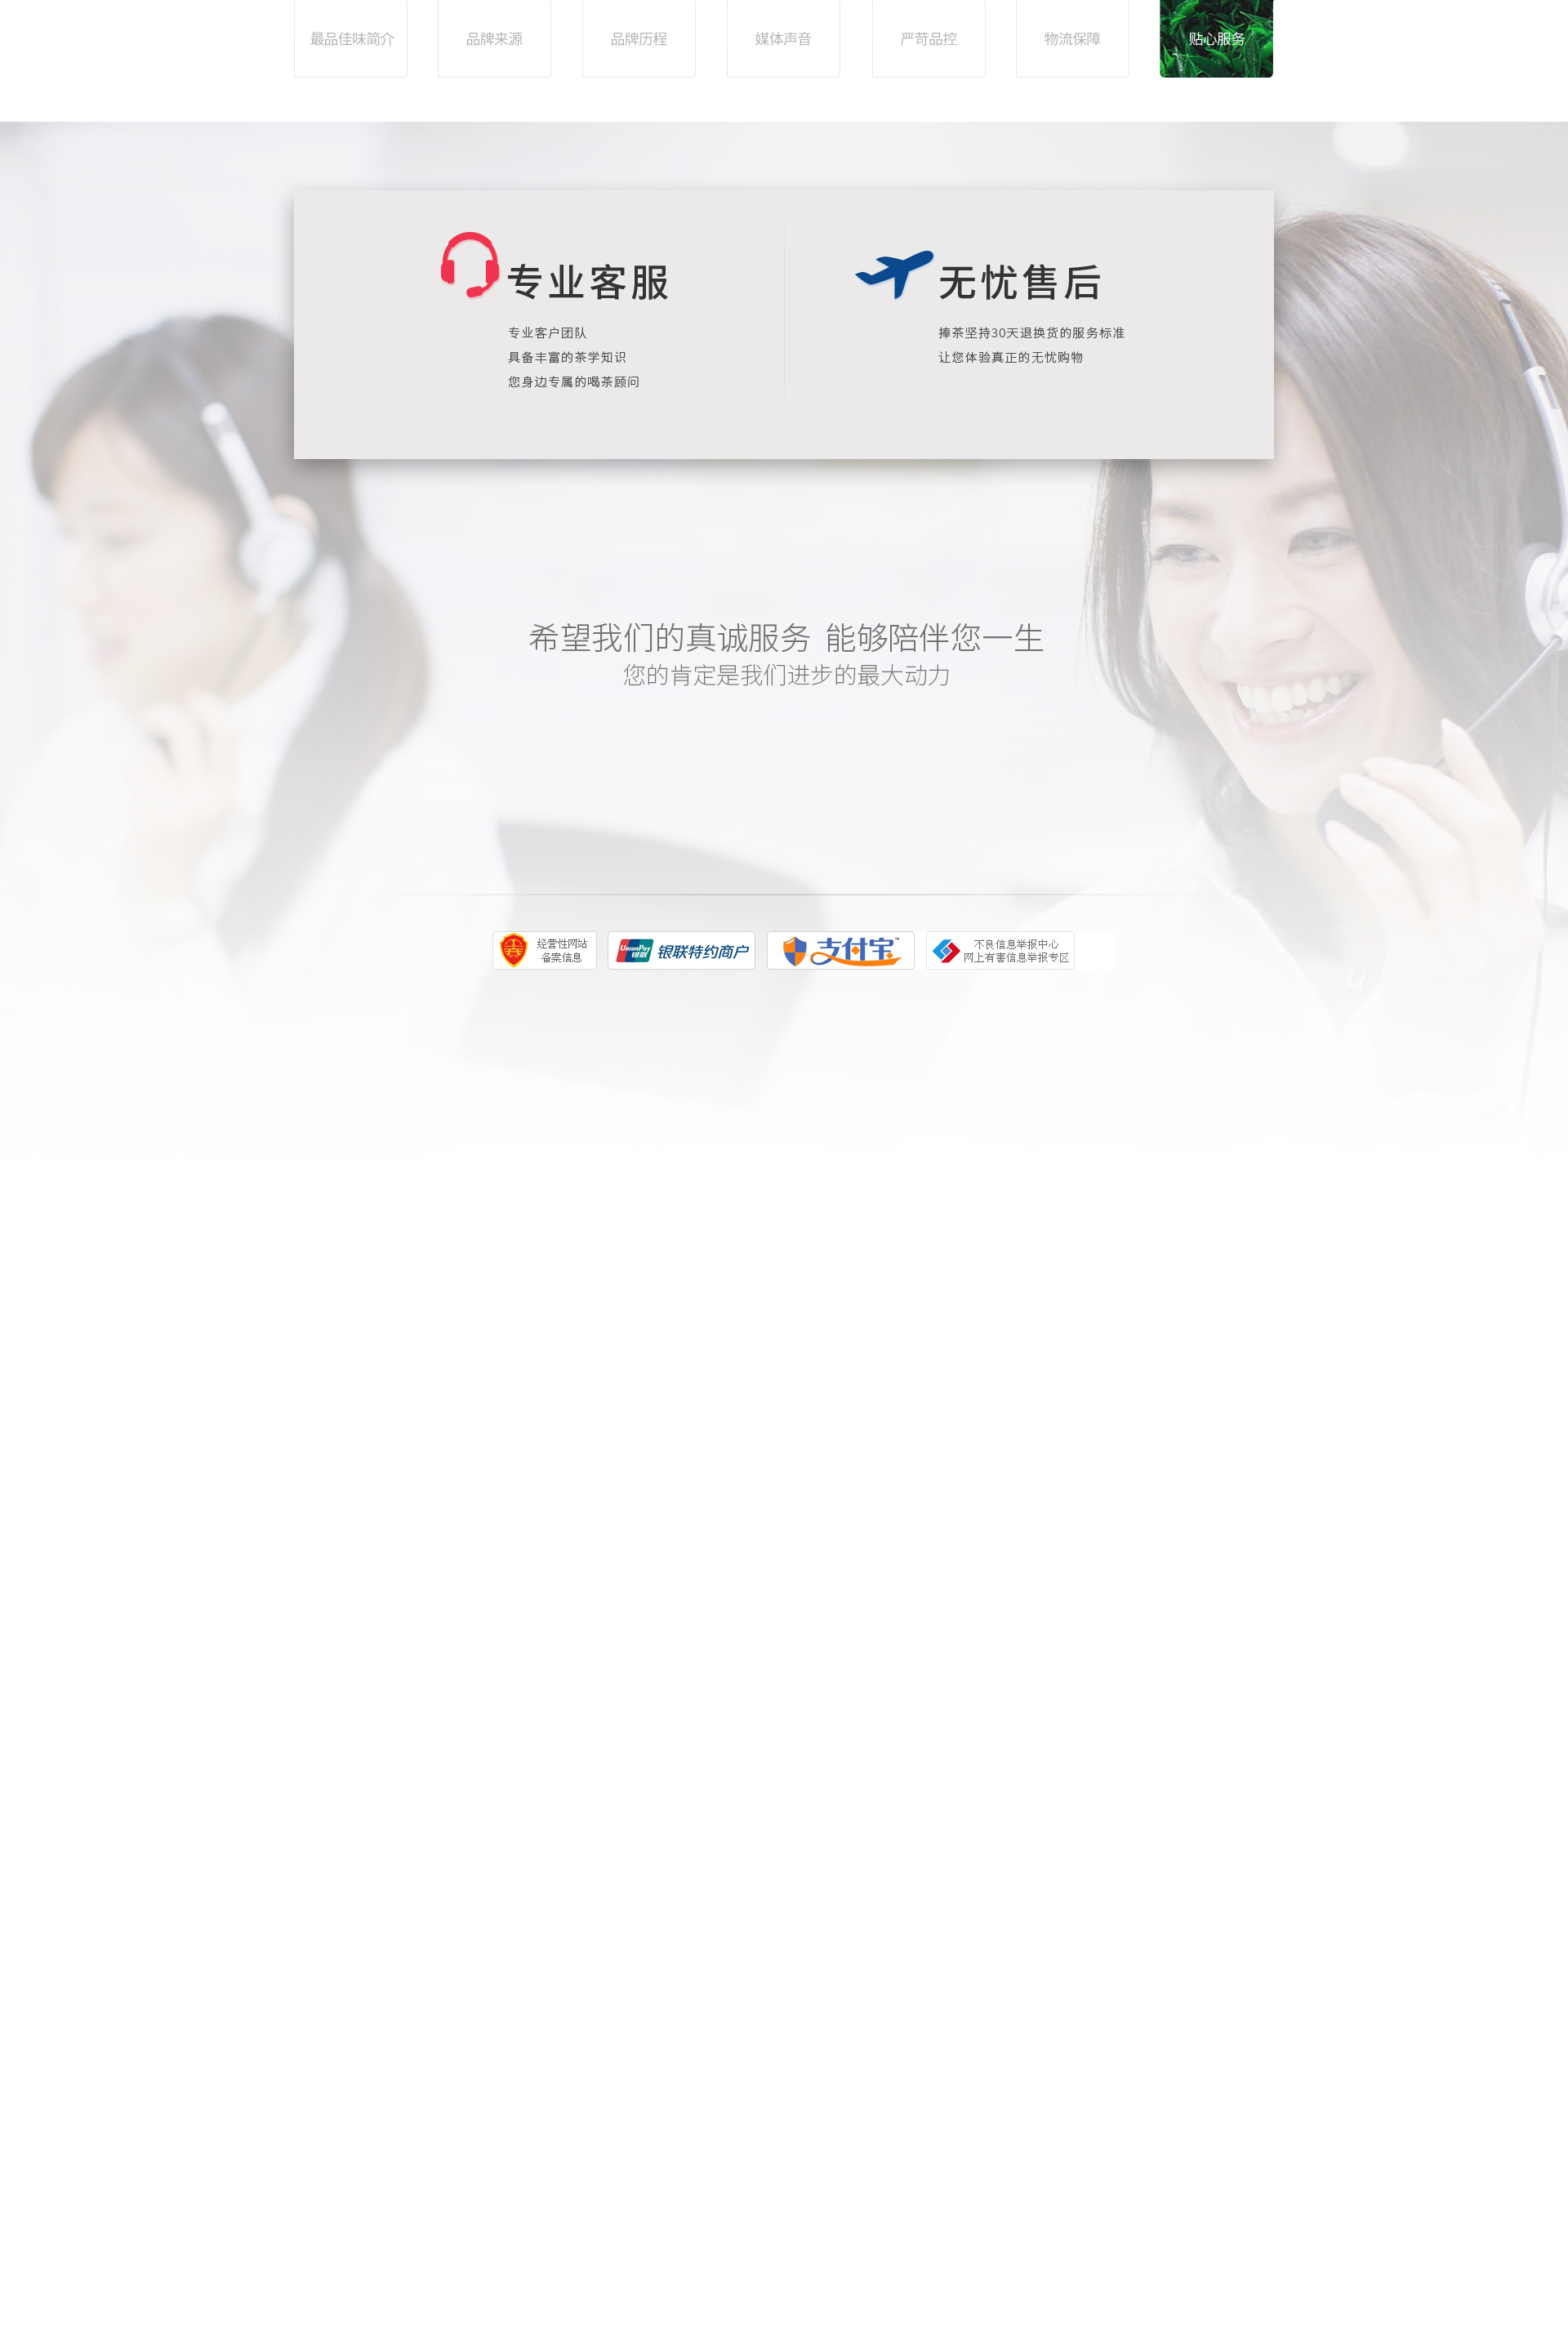 最品佳味简介
品牌来源
品牌历程
媒体声音
严苛品控
物流保障
贴心服务
专业客服
专业客户团队
具备丰富的茶学知识
您身边专属的喝茶顾问
无忧售后
捧茶坚持30天退换货的服务标准
让您体验真正的无忧购物
希望我们的真诚服务 能够陪伴您一生
您的肯定是我们进步的最大动力
经营性网站
备案信息
UnionPay
银联
银联特约商户
支付宝™
不良信息举报中心
网上有害信息举报专区